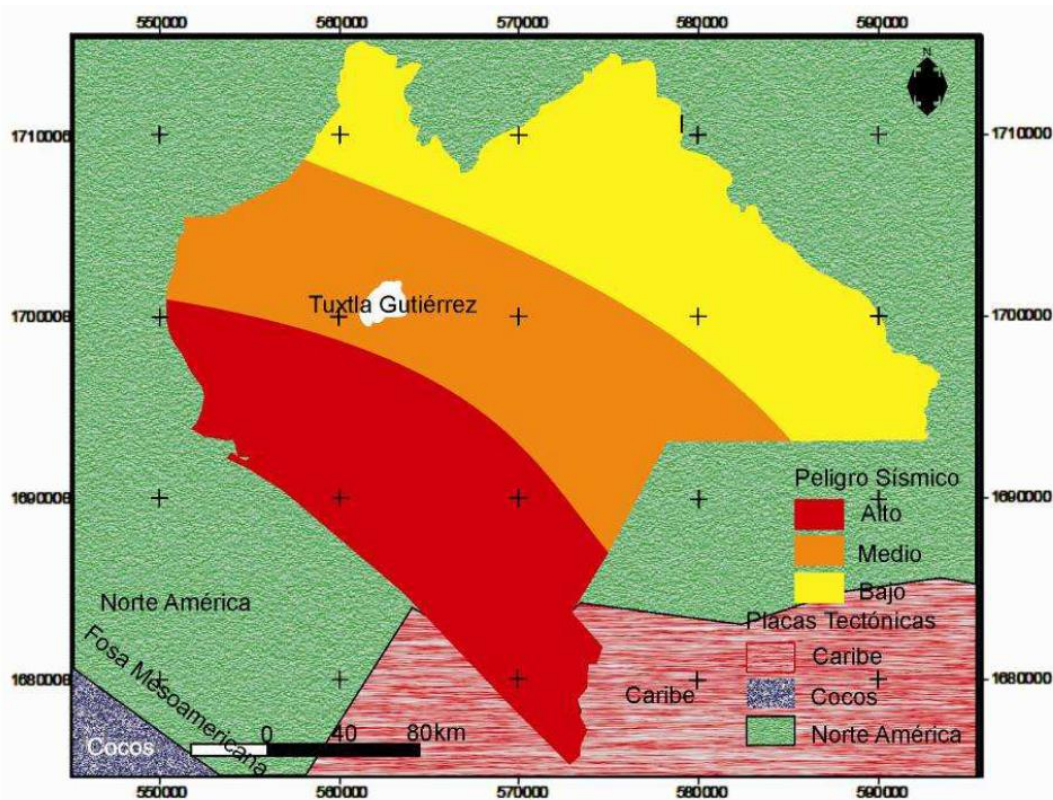 550000 560000 570000 580000 590000
N
1710000 1710000
Tuxtla Gutiérrez
1700000 1700000
Peligro Sísmico
1690000 1690000
Alto
Medio
Bajo
Norte América
Placas Tectónicas
Fosa Mesoamericana
Caribe
Caribe
1680000 1680000
Cocos
0 40 80km
Norte América
Cocos
550000 560000 570000 580000 590000